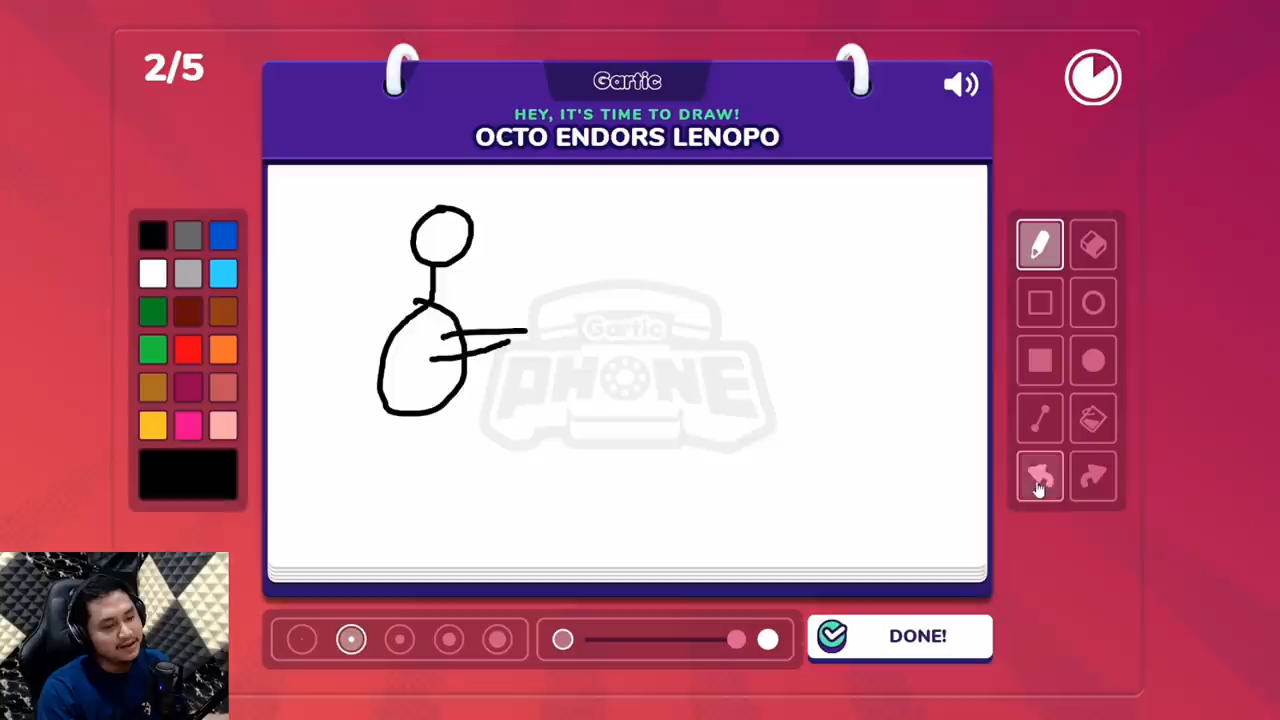 2/5
Gartic
HEY, IT'S TIME TO DRAW!
OCTO ENDORS LENOPO
Gartic
PHONE
DONE!